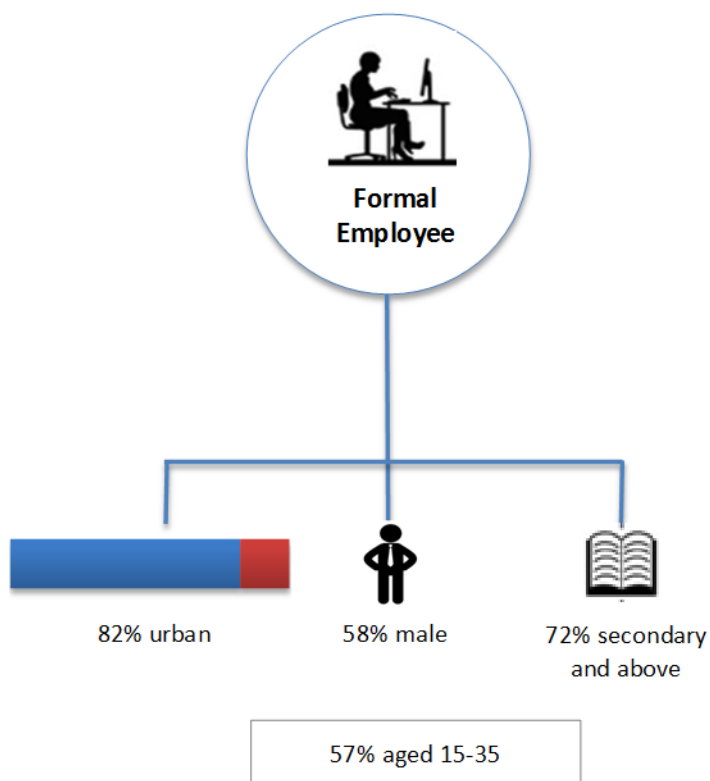 Formal
Employee
82% urban
58% male
72% secondary
and above
57% aged 15-35